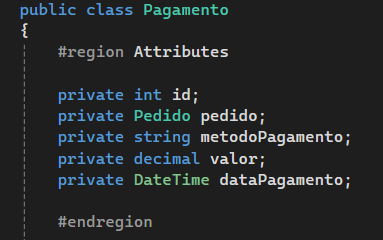 public class Pagamento
{
#region Attributes
private int id;
private Pedido pedido;
private string metodoPagamento;
private decimal valor;
private DateTime dataPagamento;
#endregion